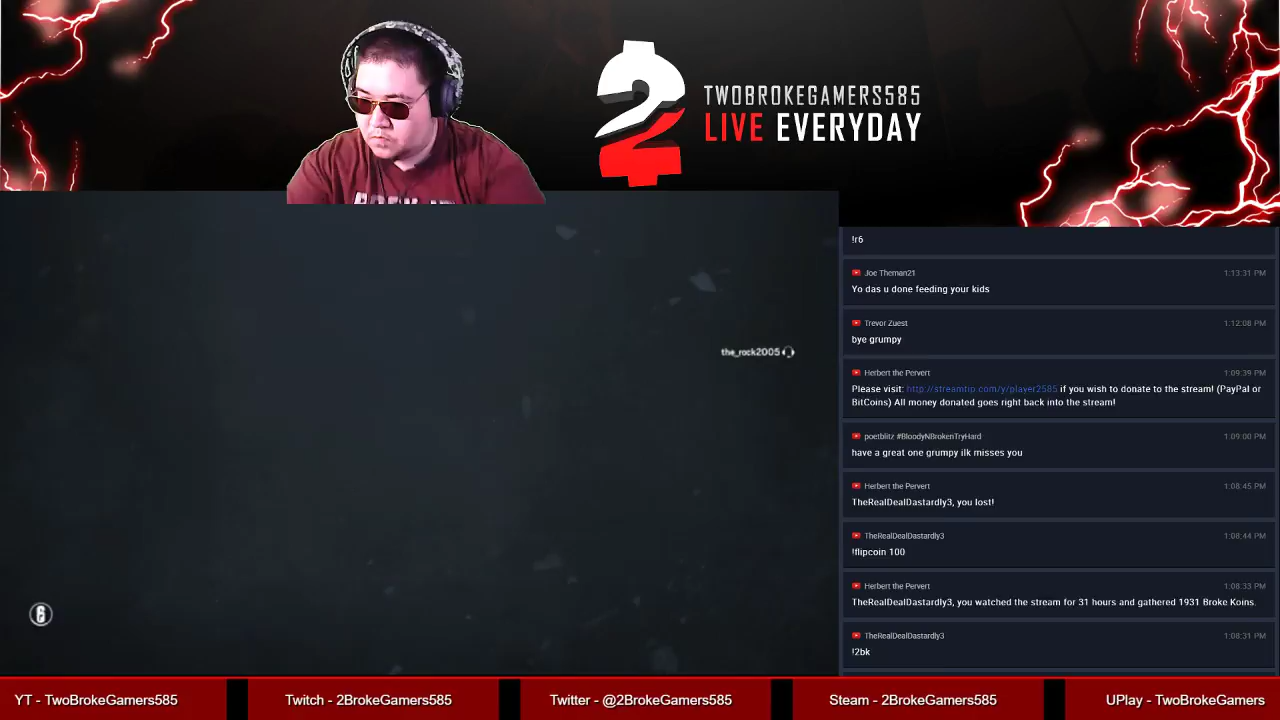 2
TWOBROKEGAMERS585
LIVE EVERYDAY
the_rock2005
6
!r6
Joe Theman21 1:13:31 PM
Yo das u done feeding your kids
Trevor Zuest 1:12:08 PM
bye grumpy
Herbert the Pervert 1:09:39 PM
Please visit: http://streamtip.com/y/player2585 if you wish to donate to the stream! (PayPal or
BitCoins) All money donated goes right back into the stream!
poetblitz #BloodyNBrokenTryHard 1:09:00 PM
have a great one grumpy ilk misses you
Herbert the Pervert 1:08:45 PM
TheRealDealDastardly3, you lost!
TheRealDealDastardly3 1:08:44 PM
!flipcoin 100
Herbert the Pervert 1:08:33 PM
TheRealDealDastardly3, you watched the stream for 31 hours and gathered 1931 Broke Koins.
TheRealDealDastardly3 1:08:31 PM
!2bk
YT - TwoBrokeGamers585
Twitch - 2BrokeGamers585
Twitter - @2BrokeGamers585
Steam - 2BrokeGamers585
UPlay - TwoBrokeGamers